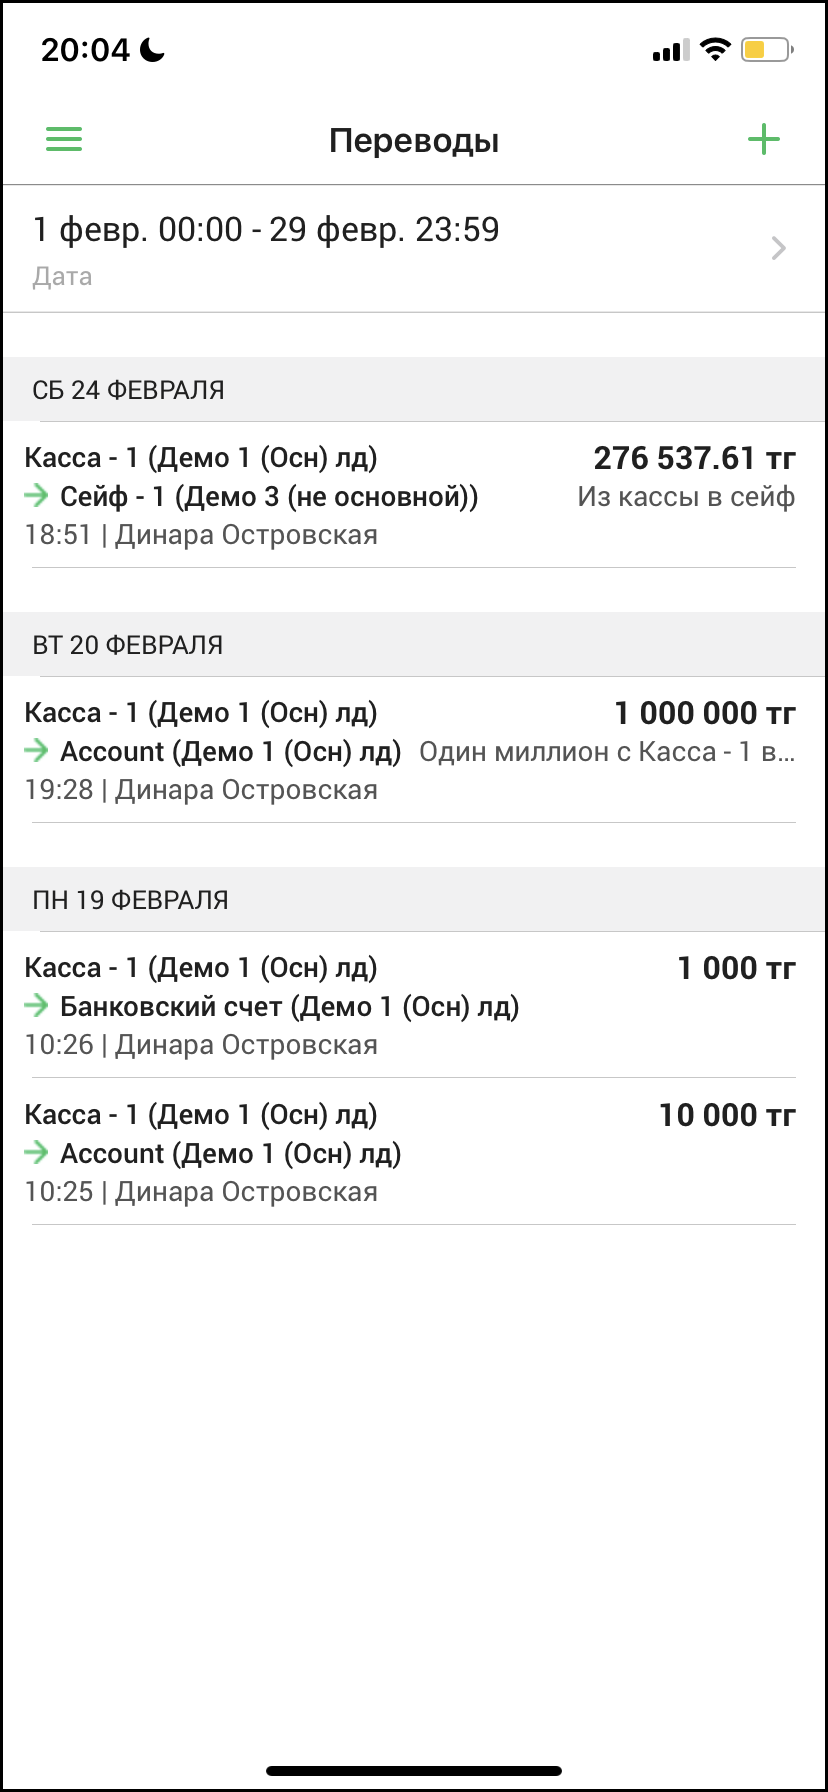 20:04
Переводы
1 февр. 00:00 - 29 февр. 23:59
Дата
СБ 24 ФЕВРАЛЯ
Касса - 1 (Демо 1 (Осн) лд) 276 537.61 тг
Сейф - 1 (Демо 3 (не основной)) Из кассы в сейф
18:51 | Динара Островская
ВТ 20 ФЕВРАЛЯ
Касса - 1 (Демо 1 (Осн) лд) 1 000 000 тг
Account (Демо 1 (Осн) лд) Один миллион с Касса - 1 в...
19:28 | Динара Островская
ПН 19 ФЕВРАЛЯ
Касса - 1 (Демо 1 (Осн) лд) 1 000 тг
Банковский счет (Демо 1 (Осн) лд)
10:26 | Динара Островская
Касса - 1 (Демо 1 (Осн) лд) 10 000 тг
Account (Демо 1 (Осн) лд)
10:25 | Динара Островская